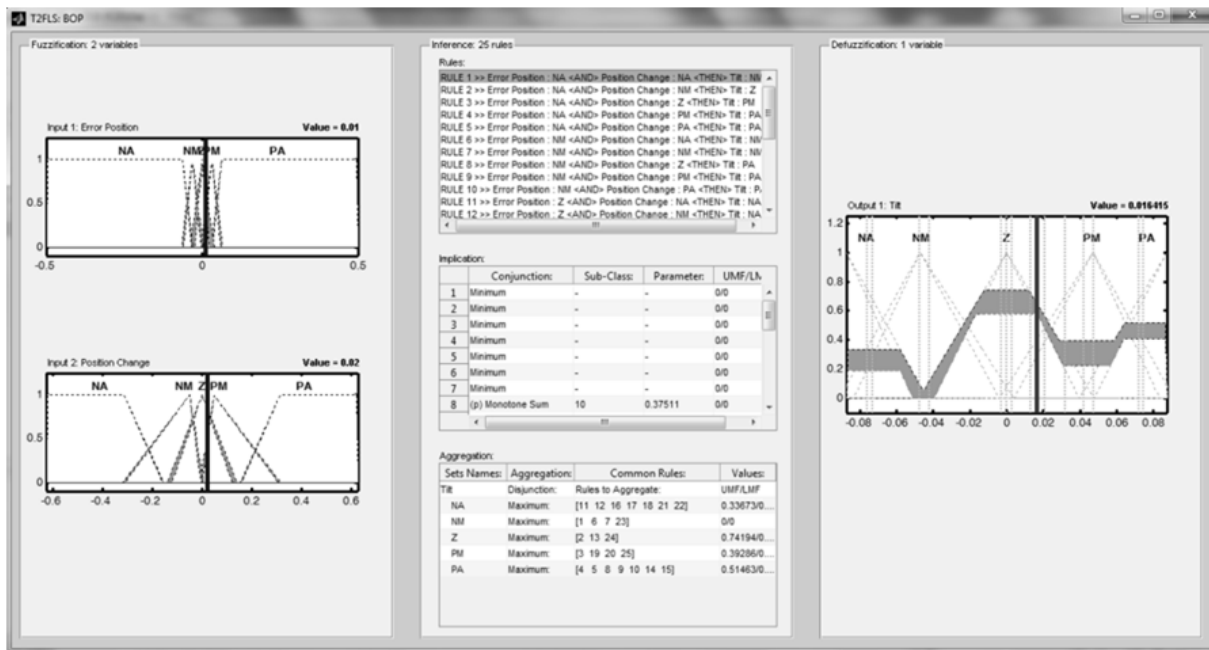 T2FLS: BOP
Fuzzification: 2 variables
Input 1: Error Position Value = 0.01
NA NM PM PA
1
0.5
0
-0.5 0 0.5
Input 2: Position Change Value = 0.02
NA NM Z PM PA
1
0.5
0
-0.6 -0.4 -0.2 0 0.2 0.4 0.6
Inference: 25 rules
Rules:
RULE 1 >> Error Position : NA <AND> Position Change : NA <THEN> Tilt : NM
RULE 2 >> Error Position : NA <AND> Position Change : NM <THEN> Tilt : Z
RULE 3 >> Error Position : NA <AND> Position Change : Z <THEN> Tilt : PM
RULE 4 >> Error Position : NA <AND> Position Change : PM <THEN> Tilt : PA
RULE 5 >> Error Position : NA <AND> Position Change : PA <THEN> Tilt : PA
RULE 6 >> Error Position : NM <AND> Position Change : NA <THEN> Tilt : NM
RULE 7 >> Error Position : NM <AND> Position Change : NM <THEN> Tilt : NM
RULE 8 >> Error Position : NM <AND> Position Change : Z <THEN> Tilt : PA
RULE 9 >> Error Position : NM <AND> Position Change : PM <THEN> Tilt : PA
RULE 10 >> Error Position : NM <AND> Position Change : PA <THEN> Tilt : PA
RULE 11 >> Error Position : Z <AND> Position Change : NA <THEN> Tilt : NA
RULE 12 >> Error Position : Z <AND> Position Change : NM <THEN> Tilt : NA
Implication:
Conjunction: Sub-Class: Parameter: UMF/LM
1 Minimum - - 0/0
2 Minimum - - 0/0
3 Minimum - - 0/0
4 Minimum - - 0/0
5 Minimum - - 0/0
6 Minimum - - 0/0
7 Minimum - - 0/0
8 (p) Monotone Sum 10 0.37511 0/0
Aggregation:
Sets Names: Aggregation: Common Rules: Values:
Tilt Disjunction: Rules to Aggregate: UMF/LMF
NA Maximum: [11 12 16 17 18 21 22] 0.33673/0....
NM Maximum: [1 6 7 23] 0/0
Z Maximum: [2 13 24] 0.74194/0....
PM Maximum: [3 19 20 25] 0.39286/0....
PA Maximum: [4 5 8 9 10 14 15] 0.51463/0....
Defuzzification: 1 variable
Output 1: Tilt Value = 0.016415
1.2
NA NM Z PM PA
1
0.8
0.6
0.4
0.2
0
-0.08 -0.06 -0.04 -0.02 0 0.02 0.04 0.06 0.08